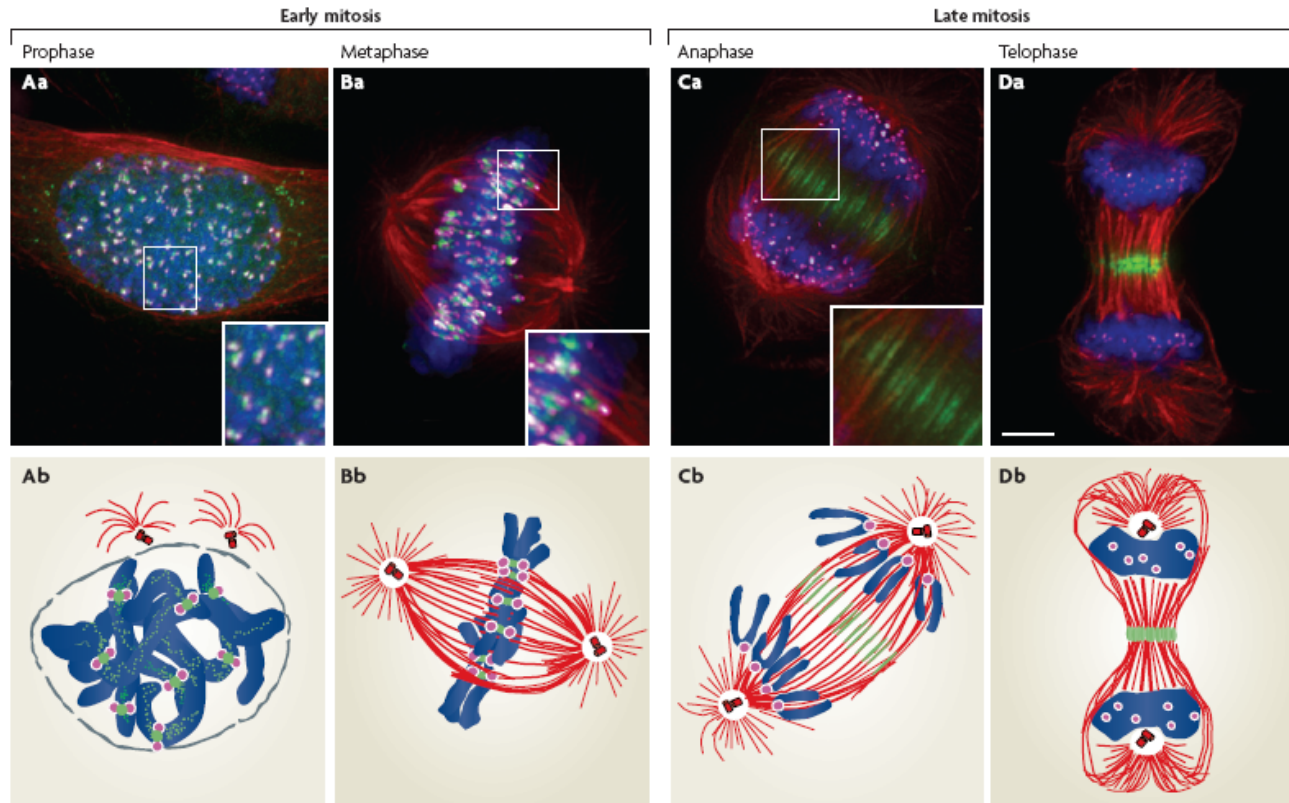 Early mitosis
Late mitosis
Prophase
Metaphase
Anaphase
Telophase
Aa
Ba
Ca
Da
Ab
Bb
Cb
Db